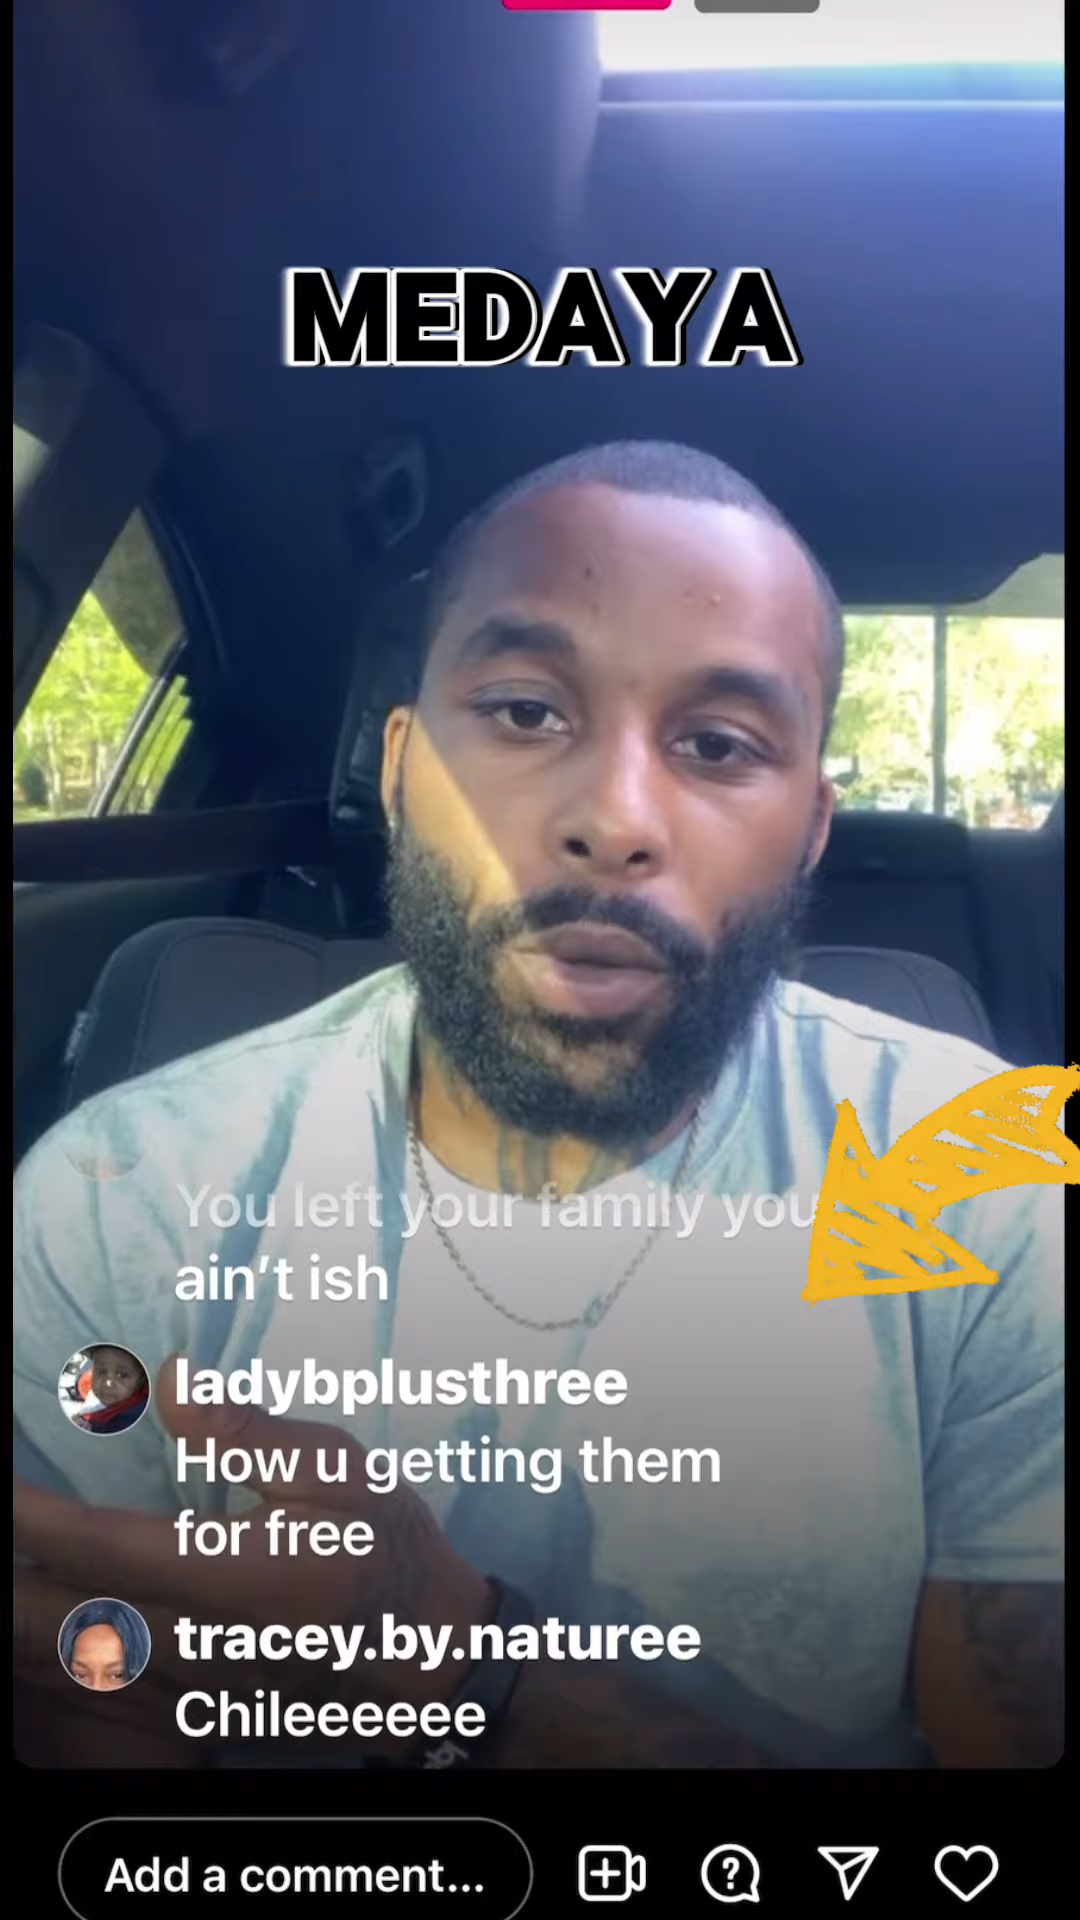 MEDAYA
You left your family you
ain't ish
ladybplusthree
How u getting them
for free
tracey.by.naturee
Chileeeeee
Add a comment...